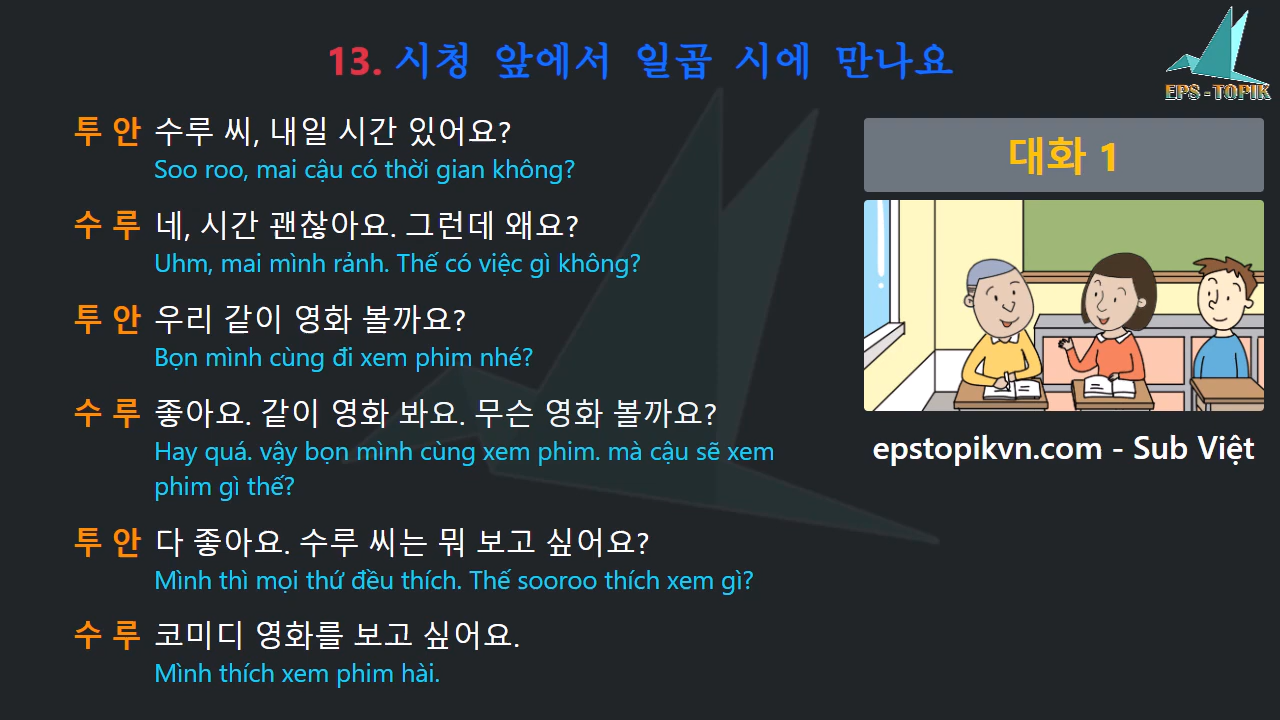 13. 시청 앞에서 일곱 시에 만나요
EPS - TOPIK
투 안 수루 씨, 내일 시간 있어요?
Soo roo, mai cậu có thời gian không?
수 루 네, 시간 괜찮아요. 그런데 왜요?
Uhm, mai mình rảnh. Thế có việc gì không?
투 안 우리 같이 영화 볼까요?
Bọn mình cùng đi xem phim nhé?
수 루 좋아요. 같이 영화 봐요. 무슨 영화 볼까요?
Hay quá. vậy bọn mình cùng xem phim. mà cậu sẽ xem
phim gì thế?
투 안 다 좋아요. 수루 씨는 뭐 보고 싶어요?
Mình thì mọi thứ đều thích. Thế sooroo thích xem gì?
수 루 코미디 영화를 보고 싶어요.
Mình thích xem phim hài.
대화 1
epstopikvn.com - Sub Việt